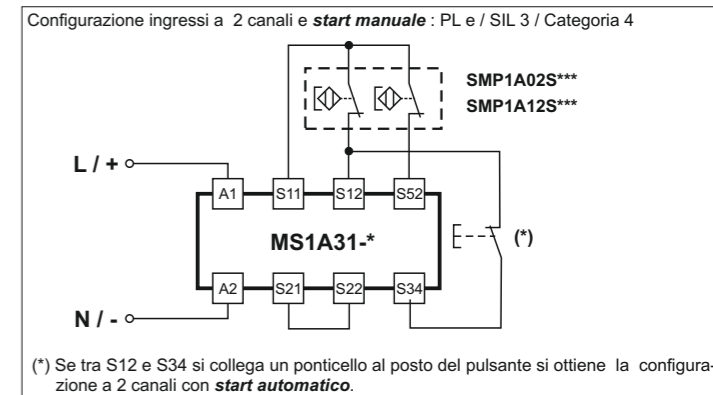 Configurazione ingressi a 2 canali e start manuale : PL e / SIL 3 / Categoria 4
SMP1A02S***
SMP1A12S***
L / +
A1
S11
S12
S52
MS1A31-*
(*)
A2
S21
S22
S34
N / -
(*) Se tra S12 e S34 si collega un ponticello al posto del pulsante si ottiene la configura-
zione a 2 canali con start automatico.